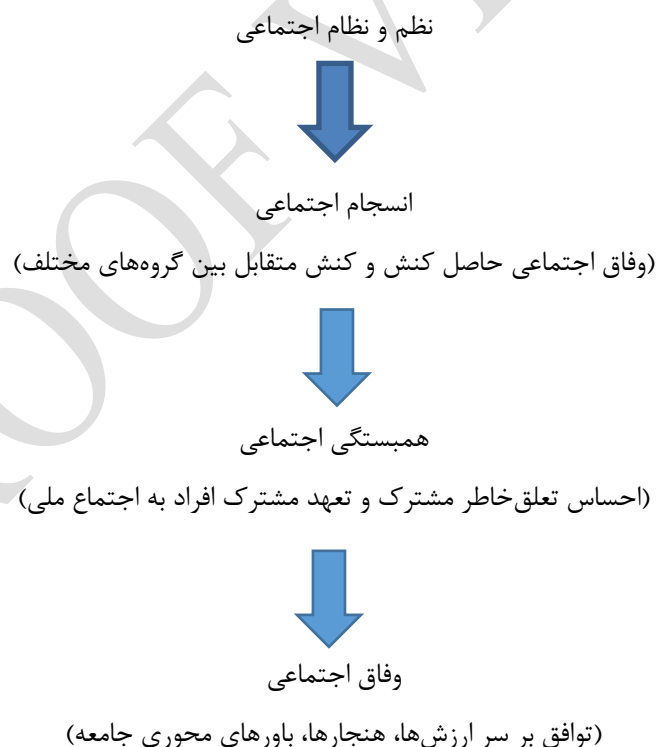 نظم و نظام اجتماعی
انسجام اجتماعی
(وفاق اجتماعی حاصل کنش و کنش متقابل بین گروه‌های مختلف)
همبستگی اجتماعی
(احساس تعلق‌خاطر مشترک و تعهد مشترک افراد به اجتماع ملی)
وفاق اجتماعی
(توافق بر سر ارزش‌ها، هنجارها، باورهای محوری جامعه)